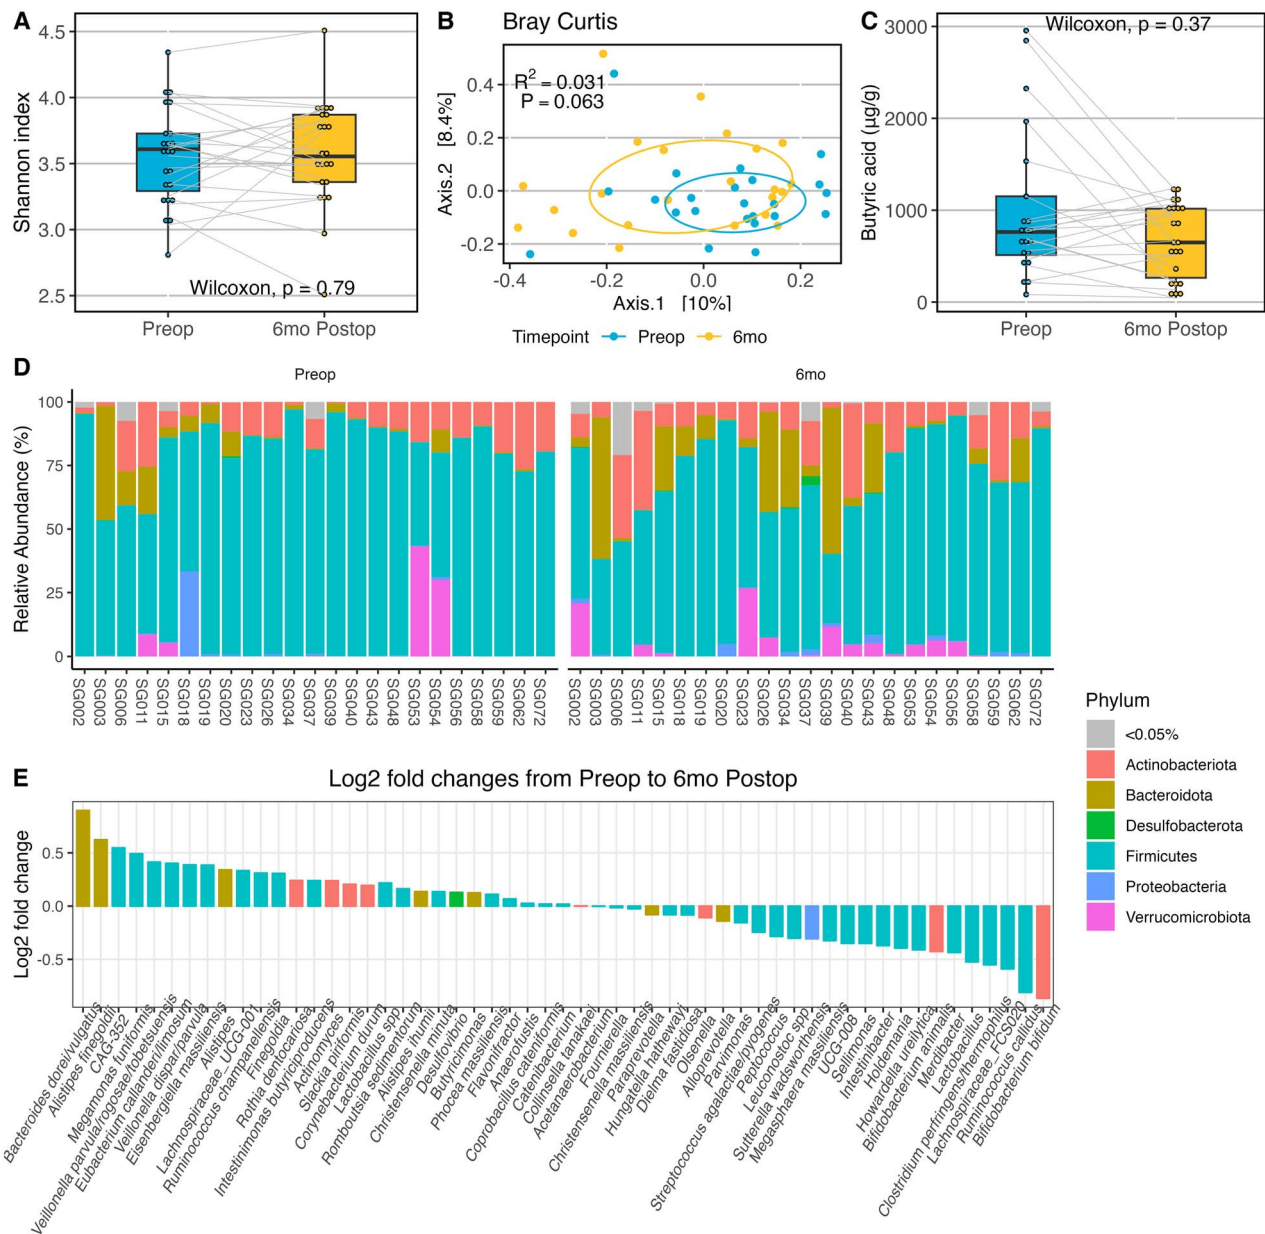 A
4.5
4.0
3.5
3.0
2.5
Shannon index
Wilcoxon, p = 0.79
Preop
6mo Postop
B
Bray Curtis
R² = 0.031
P = 0.063
0.4
0.2
0.0
-0.2
Axis.2 [8.4%]
-0.4
-0.2
0.0
0.2
Axis.1 [10%]
Timepoint Preop 6mo
C
Wilcoxon, p = 0.37
3000
2000
1000
0
Butyric acid (µg/g)
Preop
6mo Postop
D
Preop
6mo
100
75
50
25
0
Relative Abundance (%)
SG002
SG003
SG006
SG011
SG015
SG018
SG019
SG020
SG023
SG026
SG034
SG037
SG039
SG040
SG043
SG048
SG053
SG054
SG056
SG058
SG059
SG062
SG072
SG002
SG003
SG006
SG011
SG015
SG018
SG019
SG020
SG023
SG026
SG034
SG037
SG039
SG040
SG043
SG048
SG053
SG054
SG056
SG058
SG059
SG062
SG072
Phylum
<0.05%
Actinobacteriota
Bacteroidota
Desulfobacterota
Firmicutes
Proteobacteria
Verrucomicrobiota
E
Log2 fold changes from Preop to 6mo Postop
0.5
0.0
-0.5
Log2 fold change
Bacteroides dorei/vulgatus
Alistipes finegoldii
CAG-352
Megamonas funiformis
Veillonella parvula/rogosae/tobetsuensis
Eubacterium callanderi/limosum
Veillonella dispar/parvula
Eisenbergiella massiliensis
Alistipes
Lachnospiraceae_UCG-001
Ruminococcus champanellensis
Finegoldia
Rothia dentocariosa
Intestinimonas butyriciproducens
Actinomyces
Slackia piriformis
Corynebacterium durum
Lactobacillus spp
Romboutsia sedimentorum
Alistipes humii
Christensenella minuta
Desulfovibrio
Butyricimonas
Phocea massiliensis
Flavonifractor
Anaerofustis
Coprobacillus cateniformis
Catenibacterium
Collinsella tanakaei
Acetanaerobacterium
Fournierella
Christensenella massiliensis
Paraprevotella
Hungatella hathewayi
Dielma fastidiosa
Olsenella
Alloprevotella
Parvimonas
Streptococcus agalactiae/pyogenes
Peptococcus
Leuconostoc spp
Sutterella wadsworthensis
Megasphaera massiliensis
UCG-008
Sellimonas
Intestinibacter
Holdemania
Howardella ureilytica
Bifidobacterium animalis
Merdibacter
Lactobacillus
Clostridium perfringens/thermophilus
Lachnospiraceae_FCS020
Ruminococcus callidus
Bifidobacterium bifidum